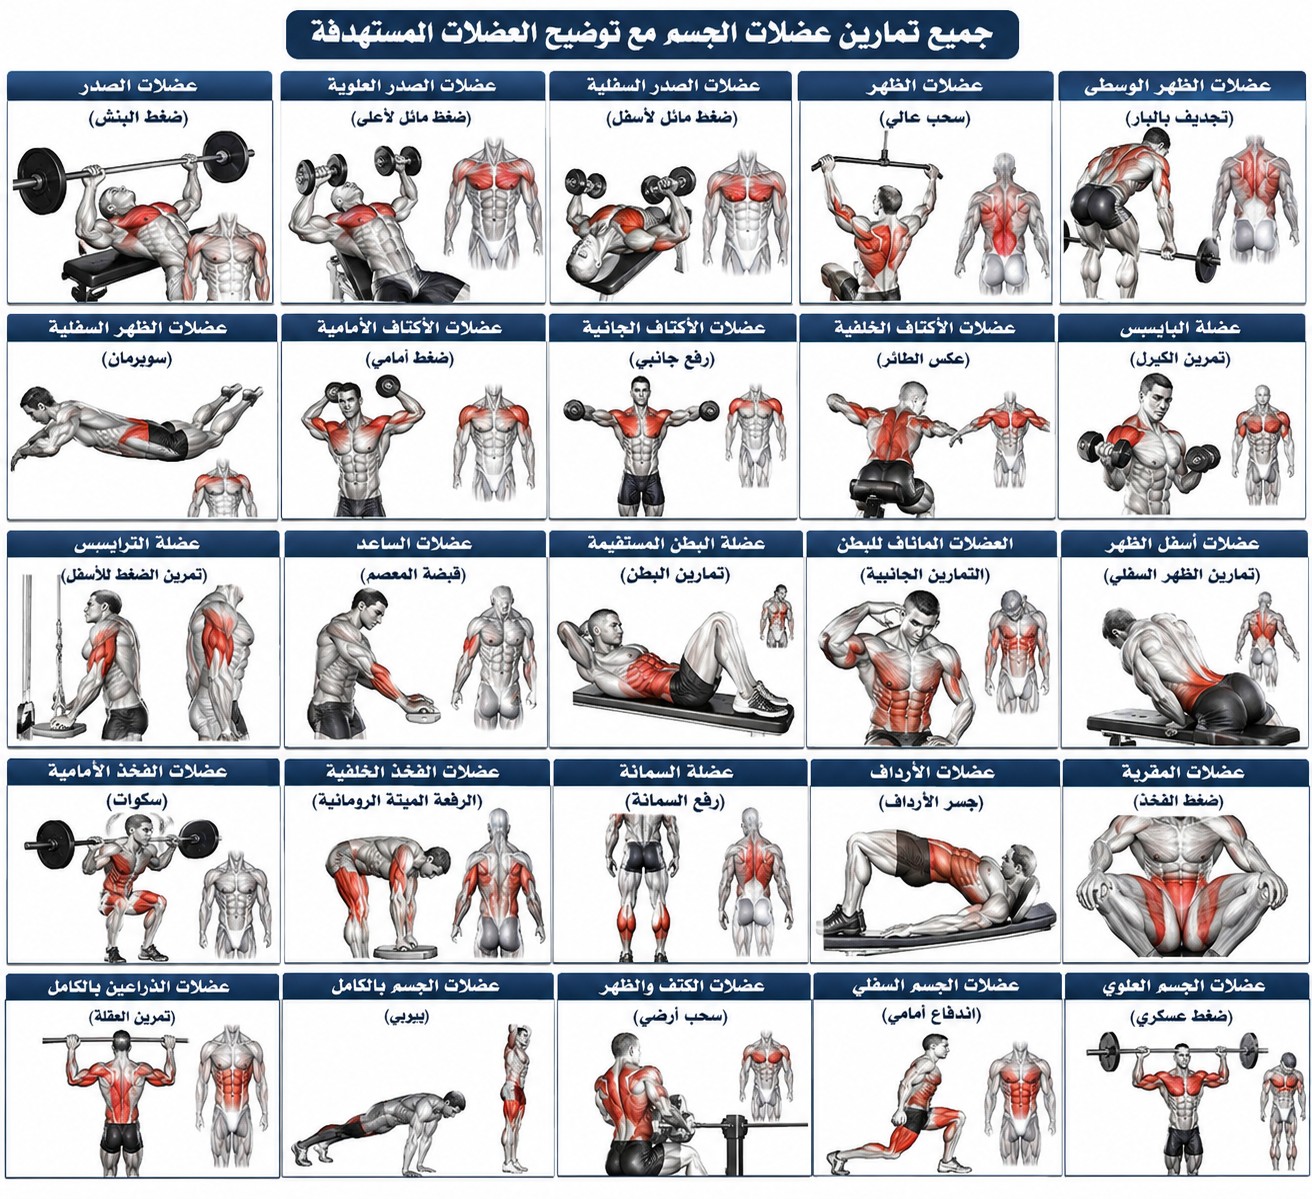 جميع تمارين عضلات الجسم مع توضيح العضلات المستهدفة
عضلات الظهر الوسطى
(تجديف بالبار)
عضلات الظهر
(سحب عالي)
عضلات الصدر السفلية
(ضغط مائل لأسفل)
عضلات الصدر العلوية
(ضغط مائل لأعلى)
عضلات الصدر
(ضغط البنش)
عضلة البايسبس
(تمرين الكيرل)
عضلات الأكتاف الخلفية
(عكس الطائر)
عضلات الأكتاف الجانية
(رفع جانبي)
عضلات الأكتاف الأمامية
(ضغط أمامي)
عضلات الظهر السفلية
(سوبرمان)
عضلات أسفل الظهر
(تمارين الظهر السفلي)
العضلات الماناف للبطن
(التمارين الجانبية)
عضلة البطن المستقيمة
(تمارين البطن)
عضلات الساعد
(قبضة المعصم)
عضلة الترايسبس
(تمرين الضغط للأسفل)
عضلات المقربة
(ضغط الفخذ)
عضلات الأرداف
(جسر الأرداف)
عضلة السمانة
(رفع السمانة)
عضلات الفخذ الخلفية
(الرفعة الميتة الرومانية)
عضلات الفخذ الأمامية
(سكوات)
عضلات الجسم العلوي
(ضغط عسكري)
عضلات الجسم السفلي
(اندفاع أمامي)
عضلات الكتف والظهر
(سحب أرضي)
عضلات الجسم بالكامل
(بيربي)
عضلات الذراعين بالكامل
(تمرين العقلة)